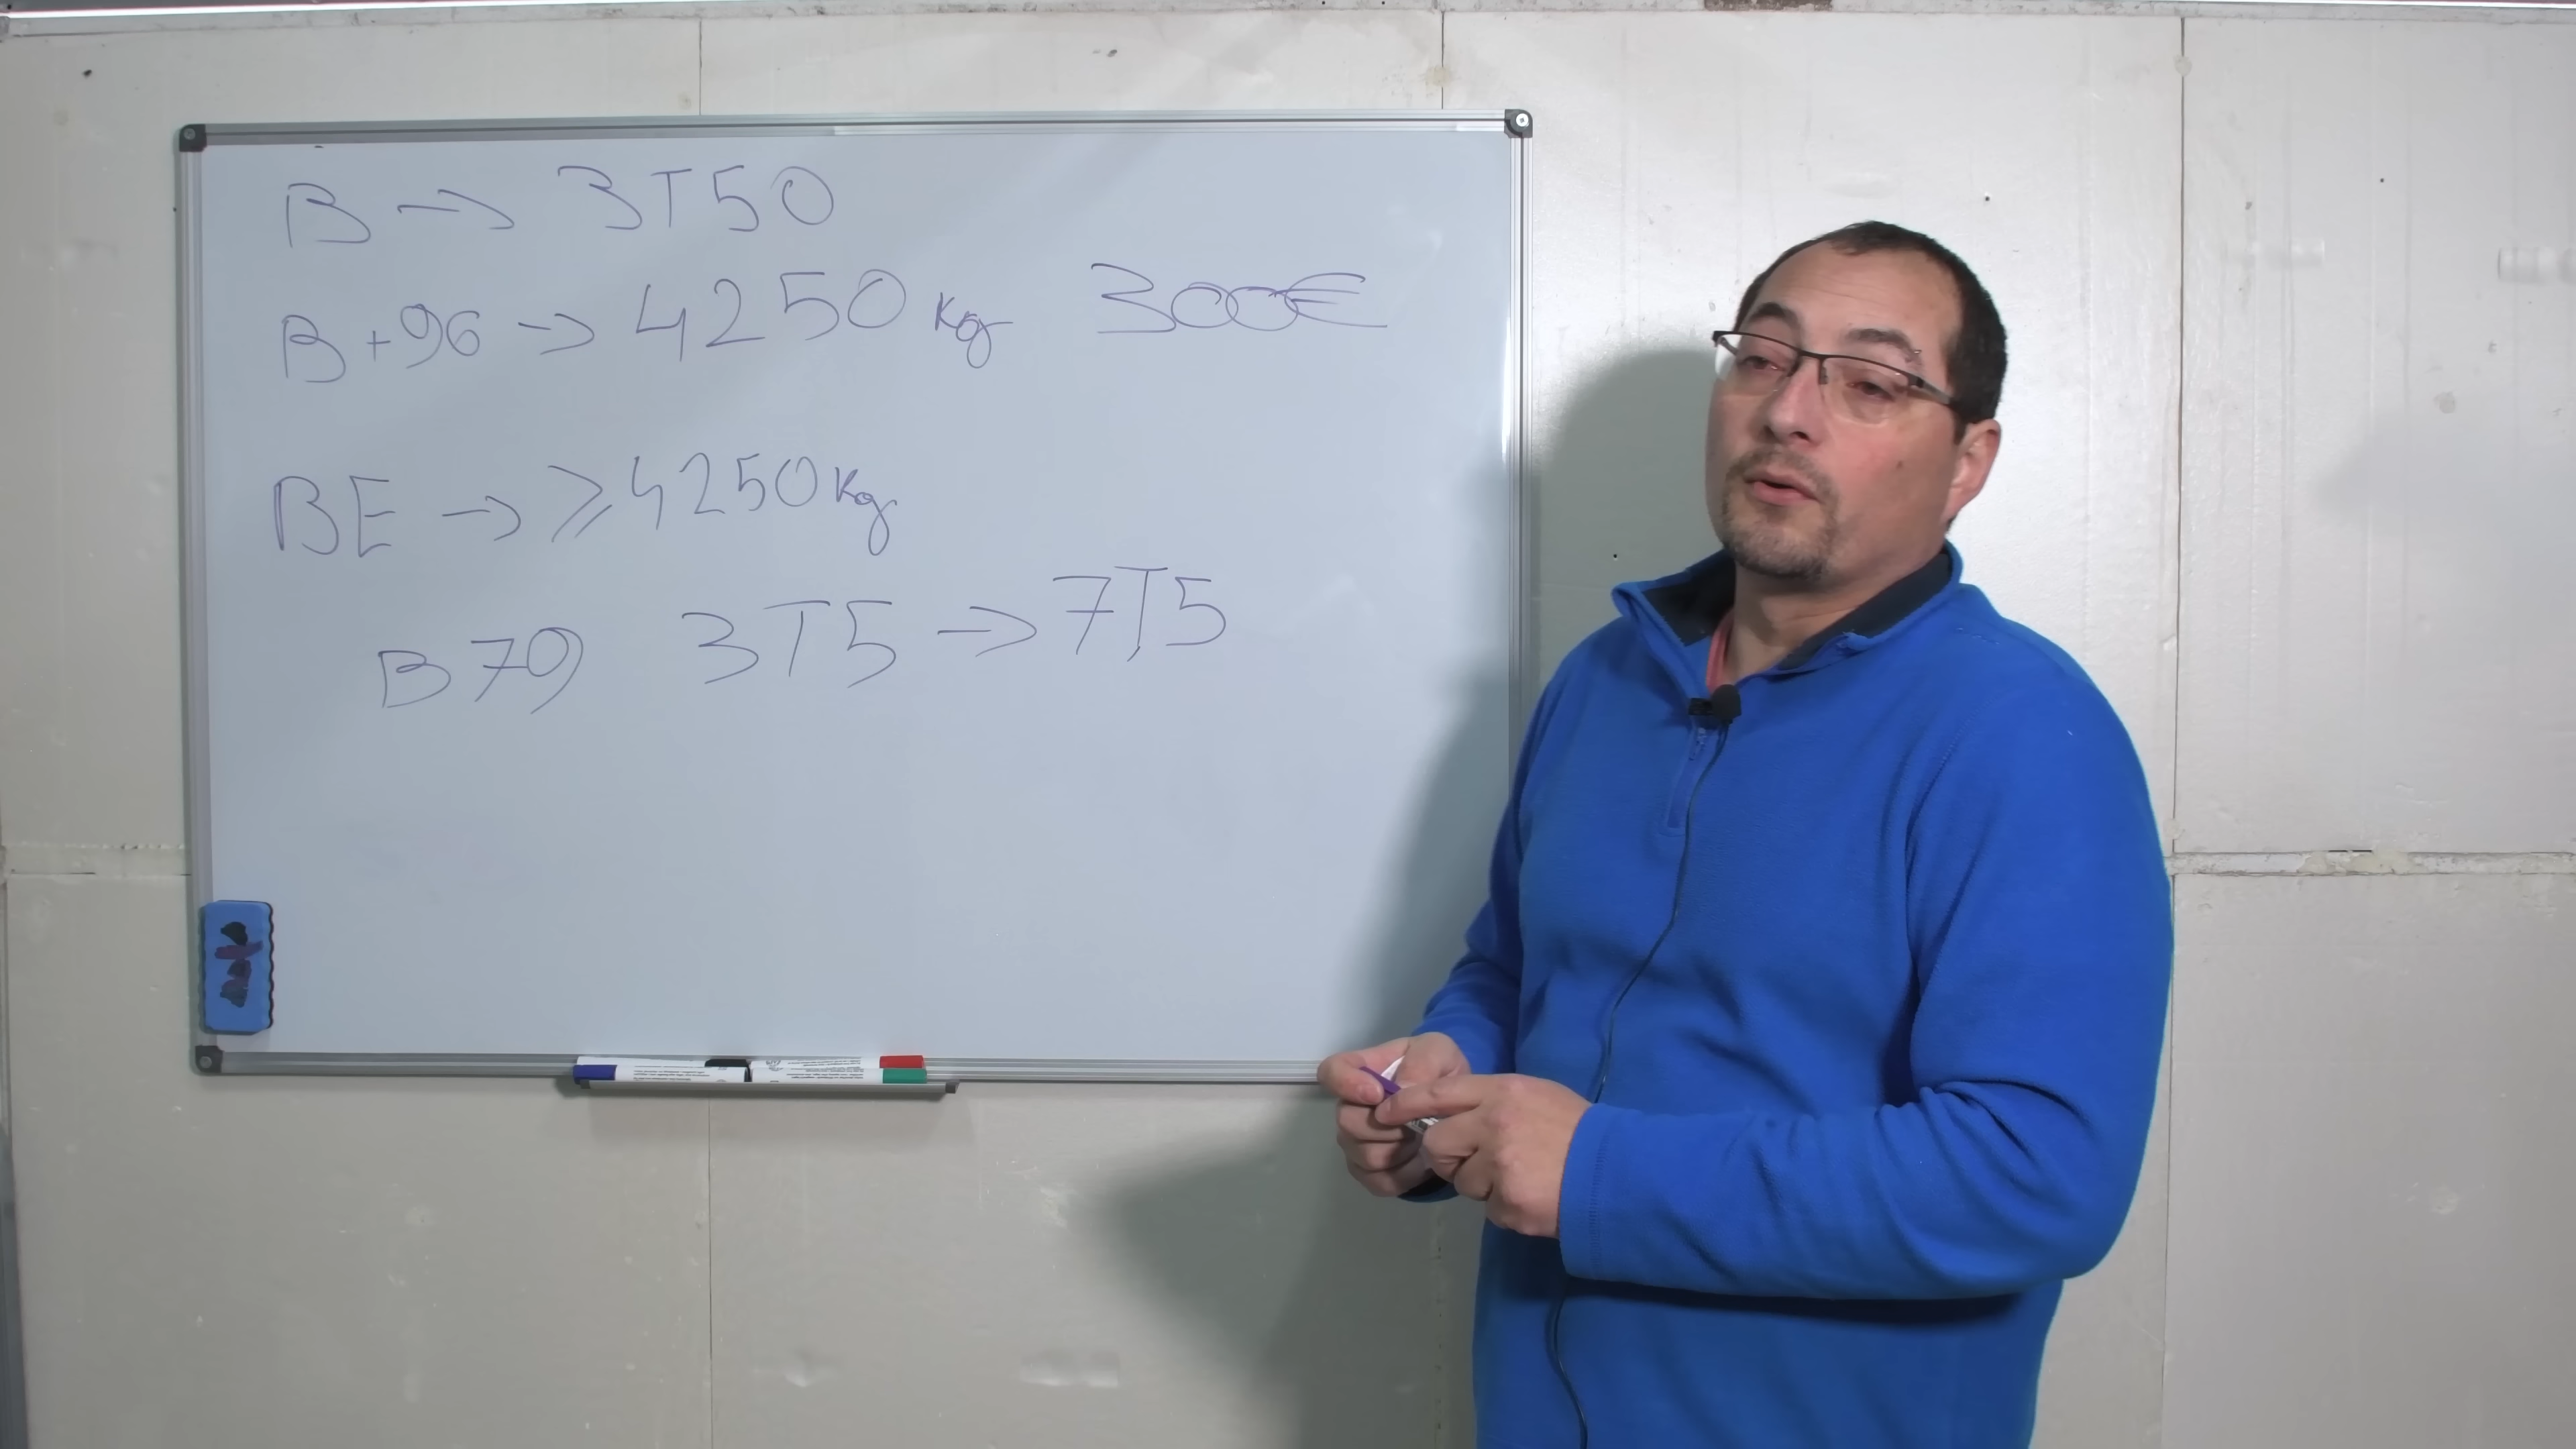 B → 3T50
B+96 → 4250 Kg 300€
BE → ⩾ 4250 Kg
B79 3T5 → 7T5